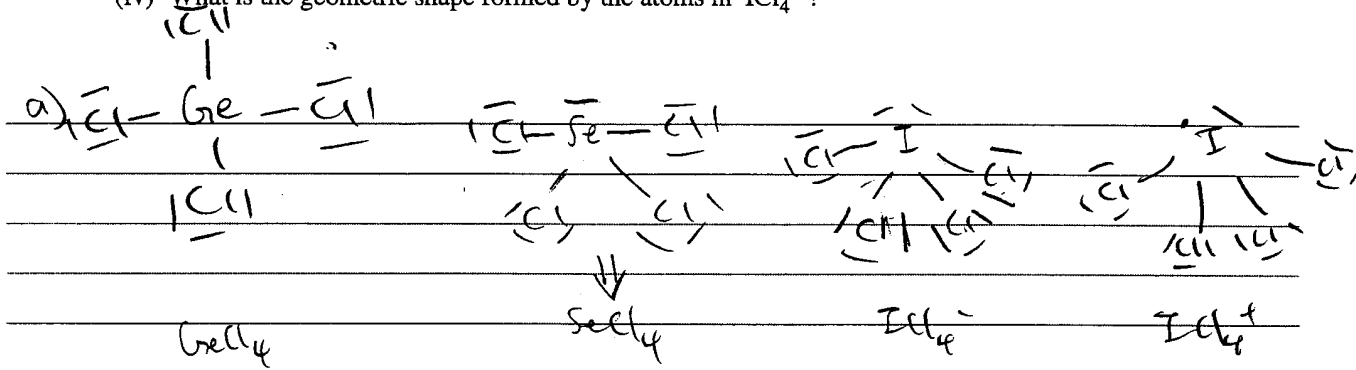 (iv) What is the geometric shape formed by the atoms in ICl₄⁻ ?
Cl
a) Cl — Ge — Cl Cl — Se — Cl Cl I Cl Cl I Cl
Cl Cl Cl Cl Cl Cl Cl
GeCl₄ SeCl₄ ICl₄⁻ ICl₄⁺